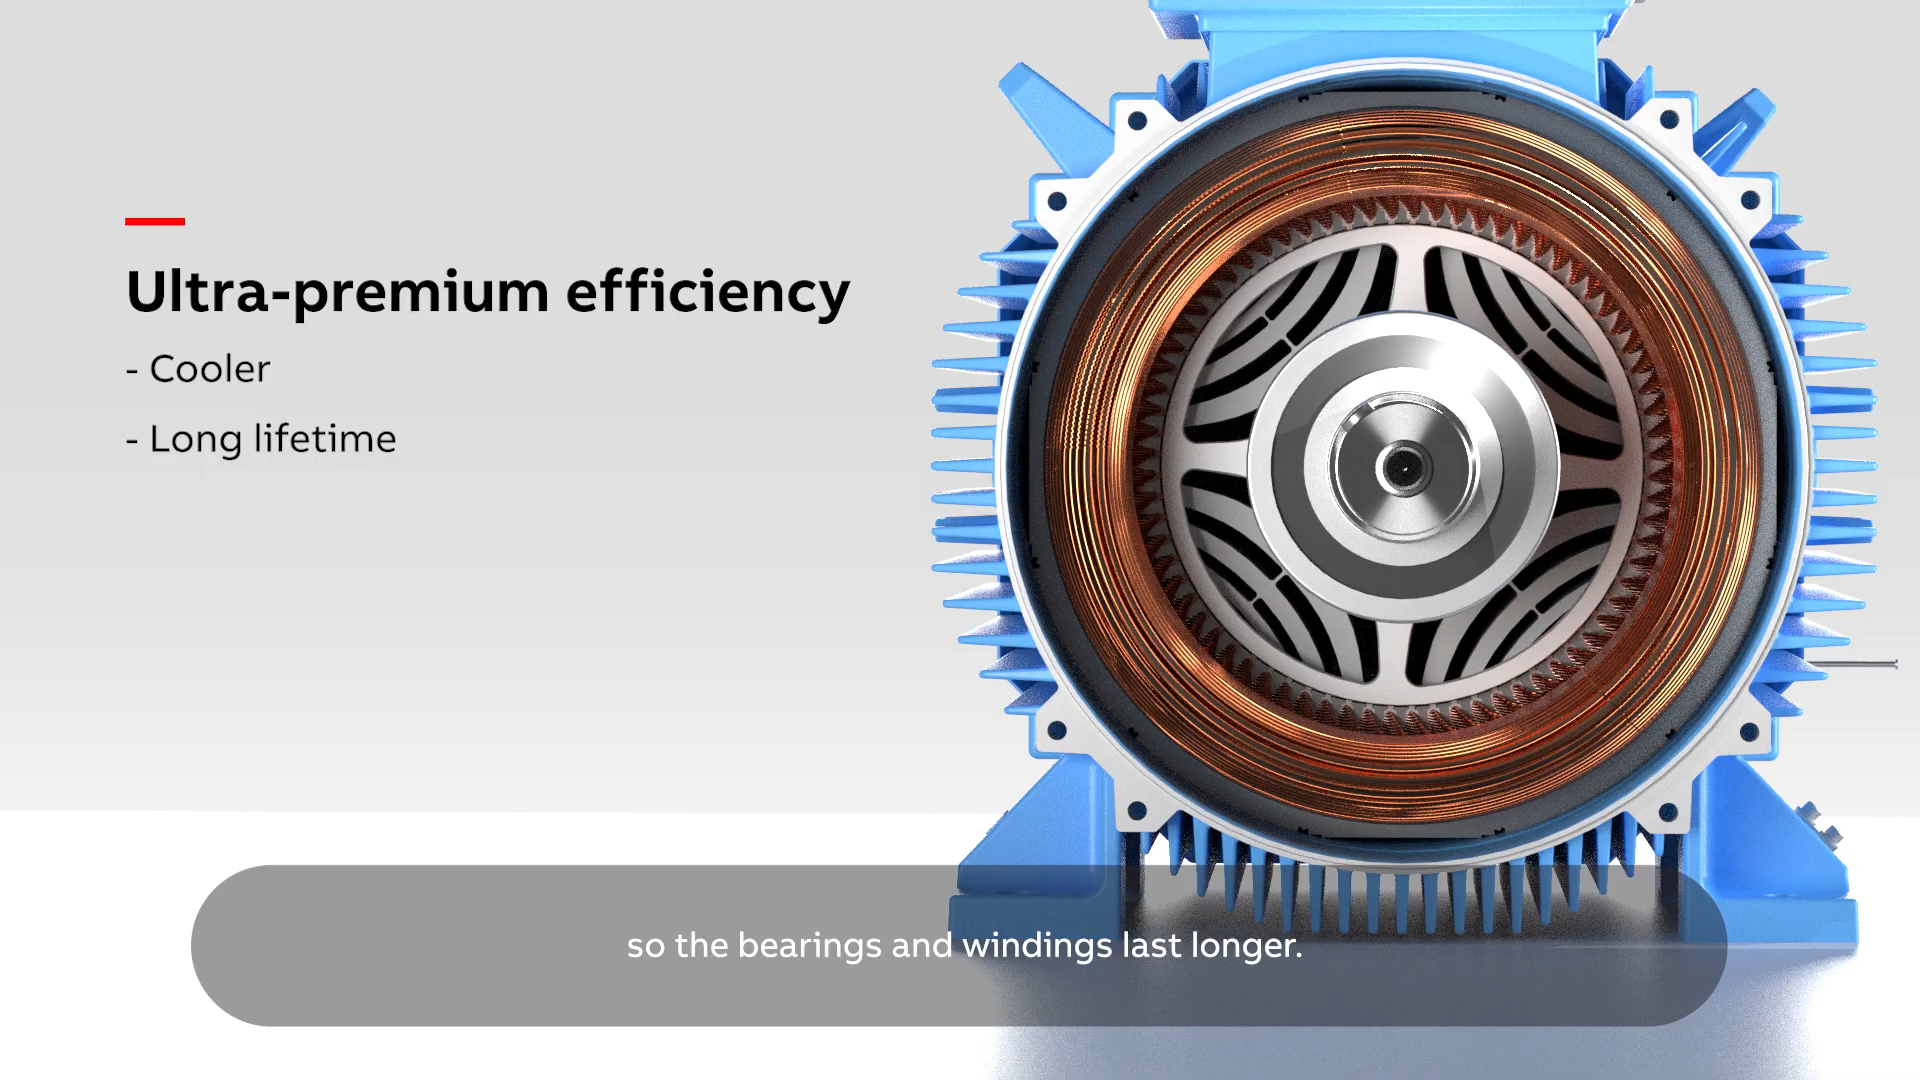 Ultra-premium efficiency
- Cooler
- Long lifetime
so the bearings and windings last longer.